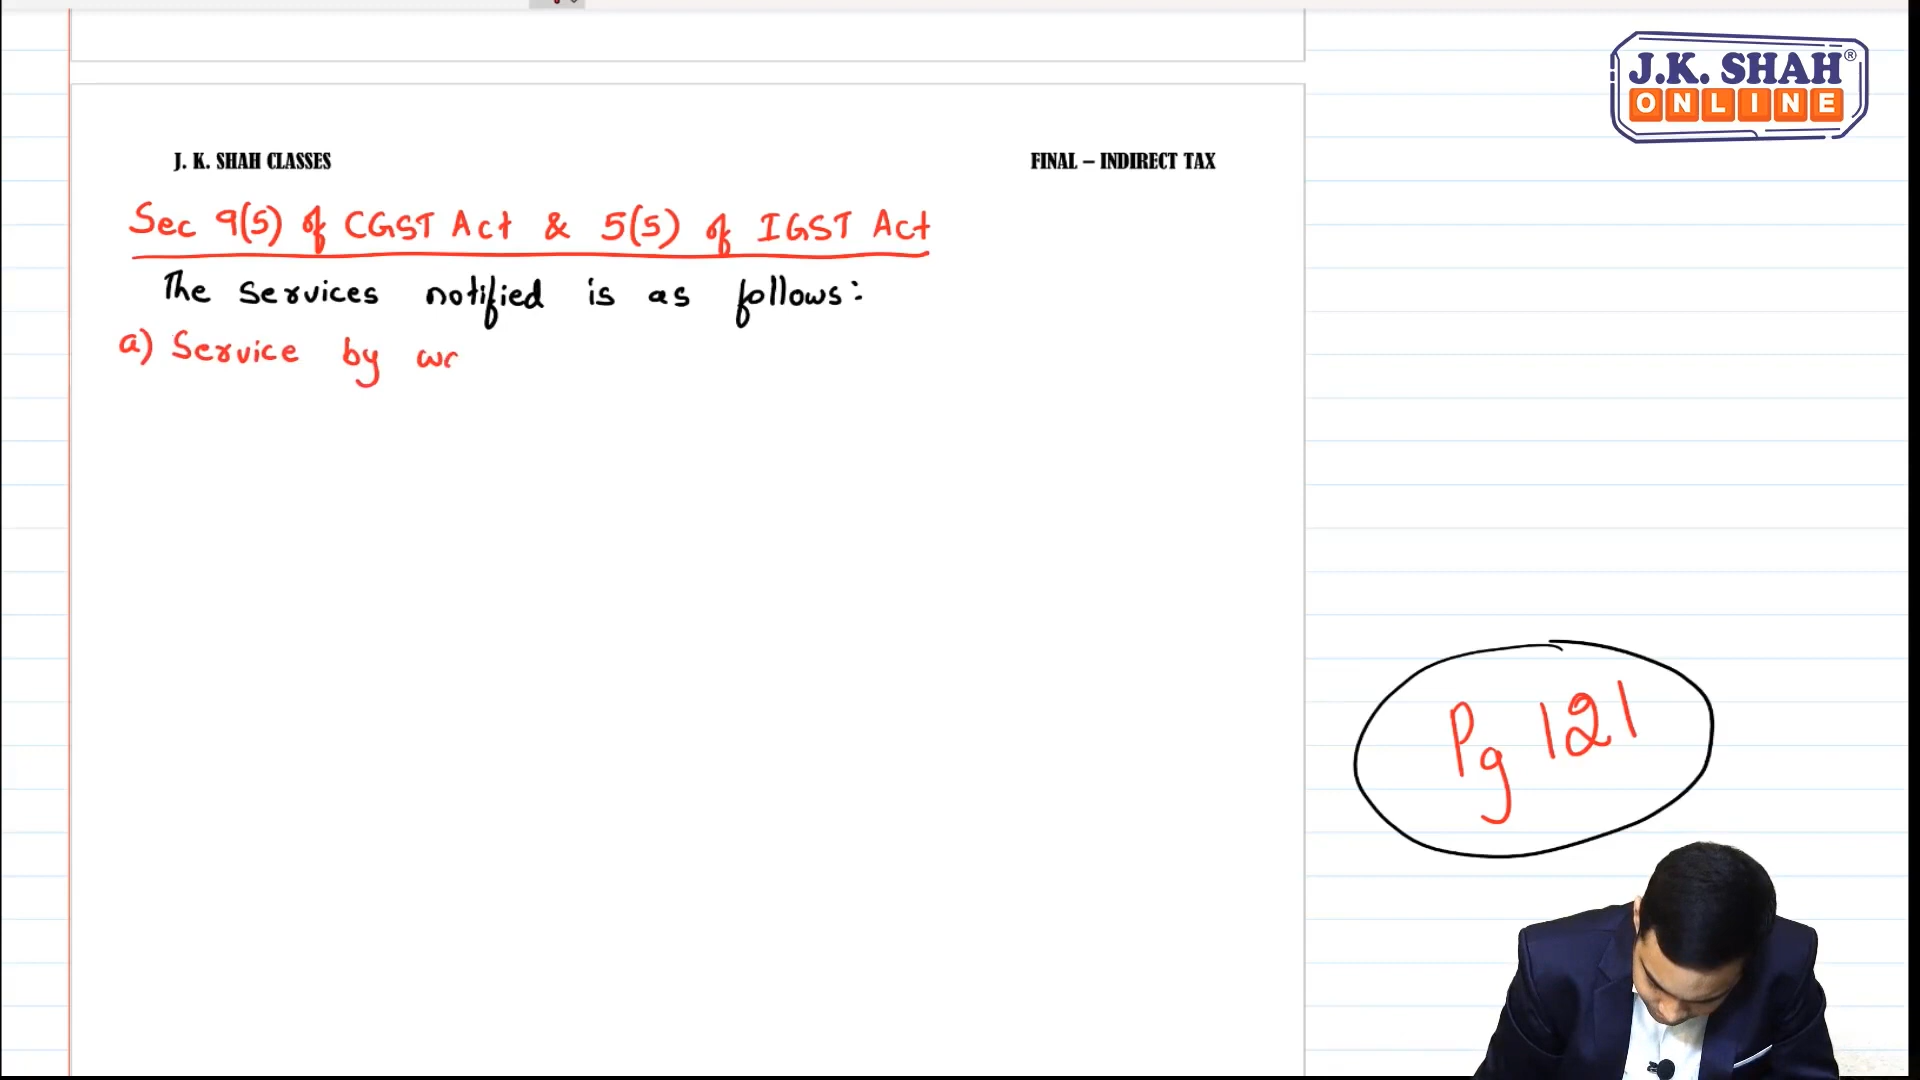 J.K. SHAH®
ONLINE
J. K. SHAH CLASSES
FINAL – INDIRECT TAX
Sec 9(5) of CGST Act & 5(5) of IGST Act
The Services notified is as follows:
a) Service by
Pg 121